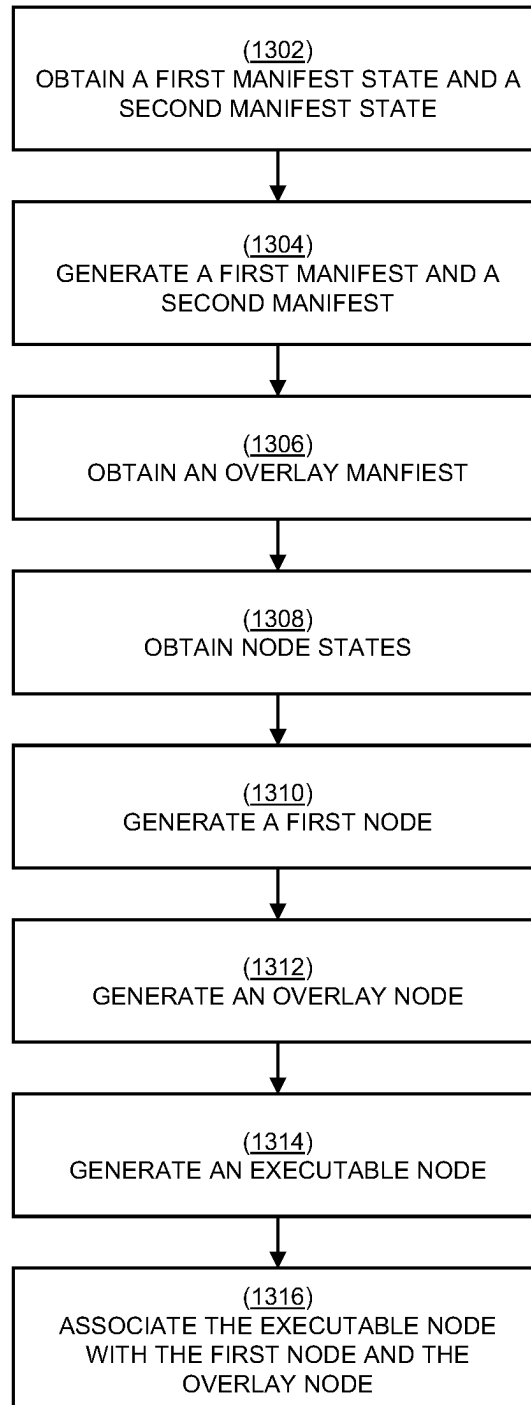 (1302)
OBTAIN A FIRST MANIFEST STATE AND A
SECOND MANIFEST STATE
(1304)
GENERATE A FIRST MANIFEST AND A
SECOND MANIFEST
(1306)
OBTAIN AN OVERLAY MANFIEST
(1308)
OBTAIN NODE STATES
(1310)
GENERATE A FIRST NODE
(1312)
GENERATE AN OVERLAY NODE
(1314)
GENERATE AN EXECUTABLE NODE
(1316)
ASSOCIATE THE EXECUTABLE NODE
WITH THE FIRST NODE AND THE
OVERLAY NODE